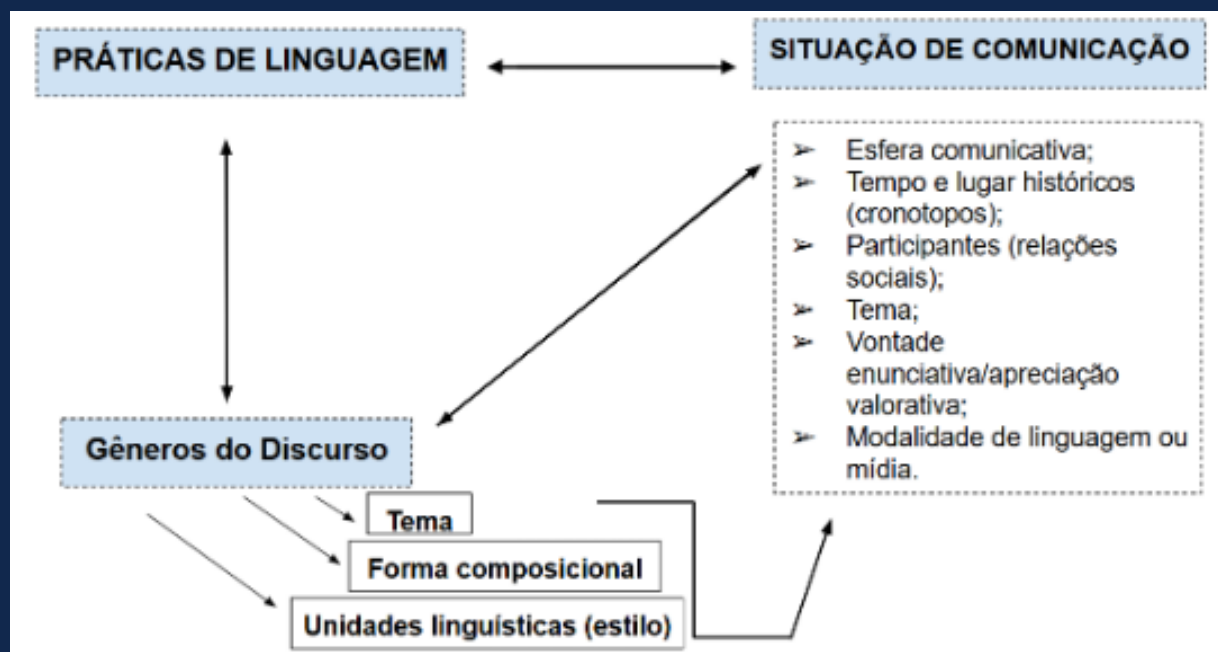 PRÁTICAS DE LINGUAGEM
SITUAÇÃO DE COMUNICAÇÃO
➢ Esfera comunicativa;
➢ Tempo e lugar históricos
(cronotopos);
➢ Participantes (relações
sociais);
➢ Tema;
➢ Vontade
enunciativa/apreciação
valorativa;
➢ Modalidade de linguagem ou
mídia.
Gêneros do Discurso
Tema
Forma composicional
Unidades linguísticas (estilo)